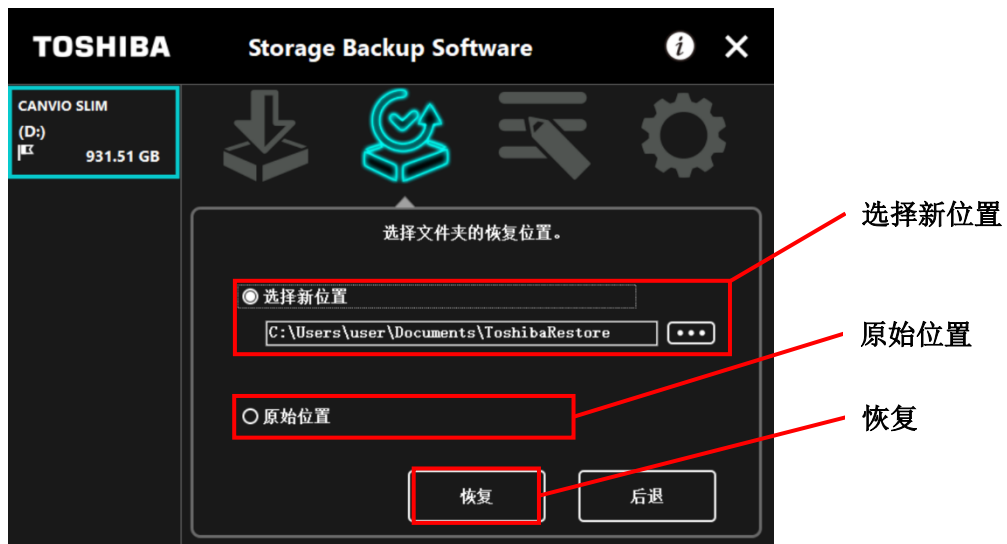 TOSHIBA
Storage Backup Software
i
CANVIO SLIM
(D:)
931.51 GB
选择文件夹的恢复位置。
选择新位置
C:\Users\user\Documents\ToshibaRestore
原始位置
恢复
后退
选择新位置
原始位置
恢复